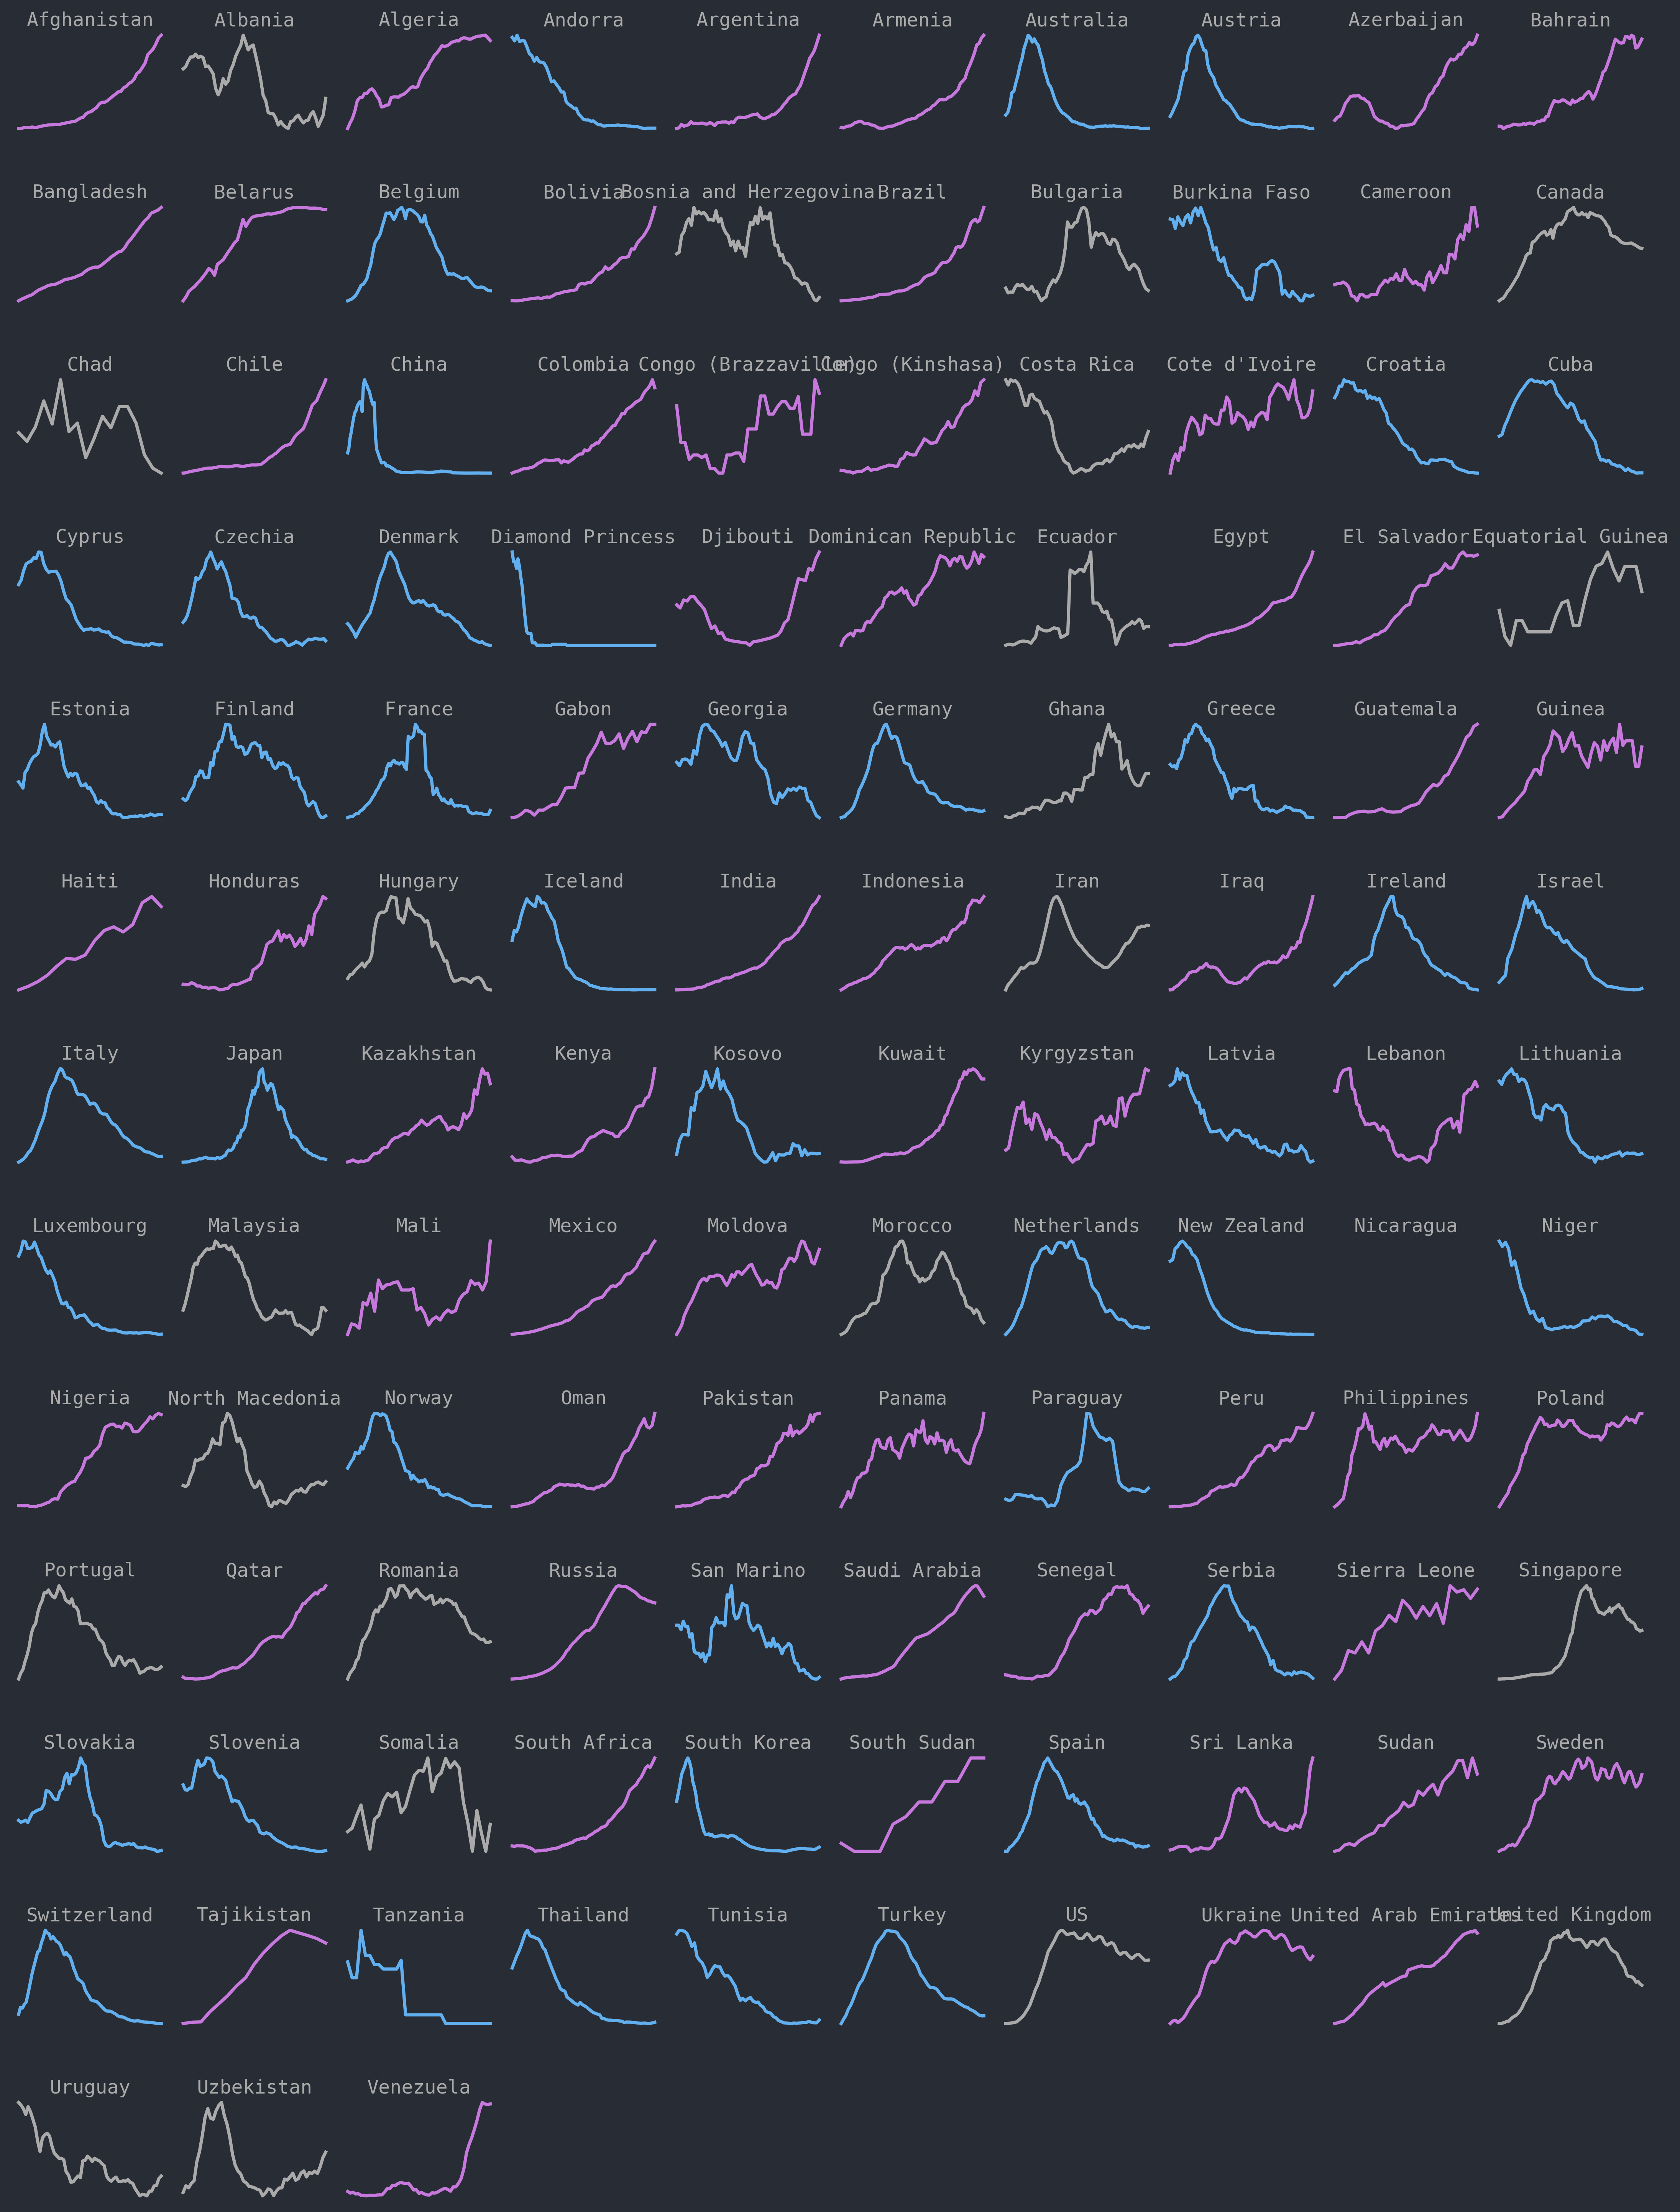 Afghanistan Albania Algeria Andorra Argentina Armenia Australia Austria Azerbaijan Bahrain
Bangladesh Belarus Belgium Bolivia Bosnia and Herzegovina Brazil Bulgaria Burkina Faso Cameroon Canada
Chad Chile China Colombia Congo (Brazzaville) Congo (Kinshasa) Costa Rica Cote d'Ivoire Croatia Cuba
Cyprus Czechia Denmark Diamond Princess Djibouti Dominican Republic Ecuador Egypt El Salvador Equatorial Guinea
Estonia Finland France Gabon Georgia Germany Ghana Greece Guatemala Guinea
Haiti Honduras Hungary Iceland India Indonesia Iran Iraq Ireland Israel
Italy Japan Kazakhstan Kenya Kosovo Kuwait Kyrgyzstan Latvia Lebanon Lithuania
Luxembourg Malaysia Mali Mexico Moldova Morocco Netherlands New Zealand Nicaragua Niger
Nigeria North Macedonia Norway Oman Pakistan Panama Paraguay Peru Philippines Poland
Portugal Qatar Romania Russia San Marino Saudi Arabia Senegal Serbia Sierra Leone Singapore
Slovakia Slovenia Somalia South Africa South Korea South Sudan Spain Sri Lanka Sudan Sweden
Switzerland Tajikistan Tanzania Thailand Tunisia Turkey US Ukraine United Arab Emirates United Kingdom
Uruguay Uzbekistan Venezuela